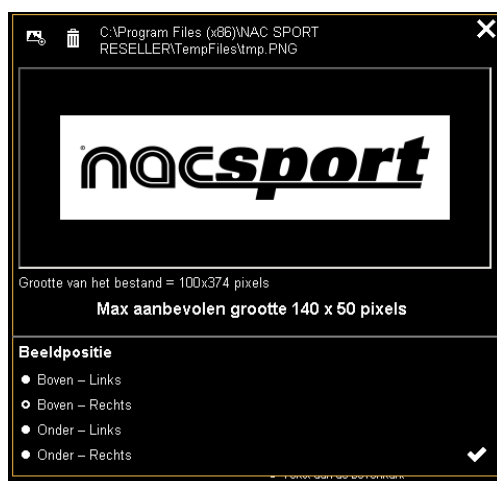 C:\Program Files (x86)\NAC SPORT
RESELLER\TempFiles\tmp.PNG
nacsport
Grootte van het bestand = 100x374 pixels
Max aanbevolen grootte 140 x 50 pixels
Beeldpositie
Boven – Links
Boven – Rechts
Onder – Links
Onder – Rechts